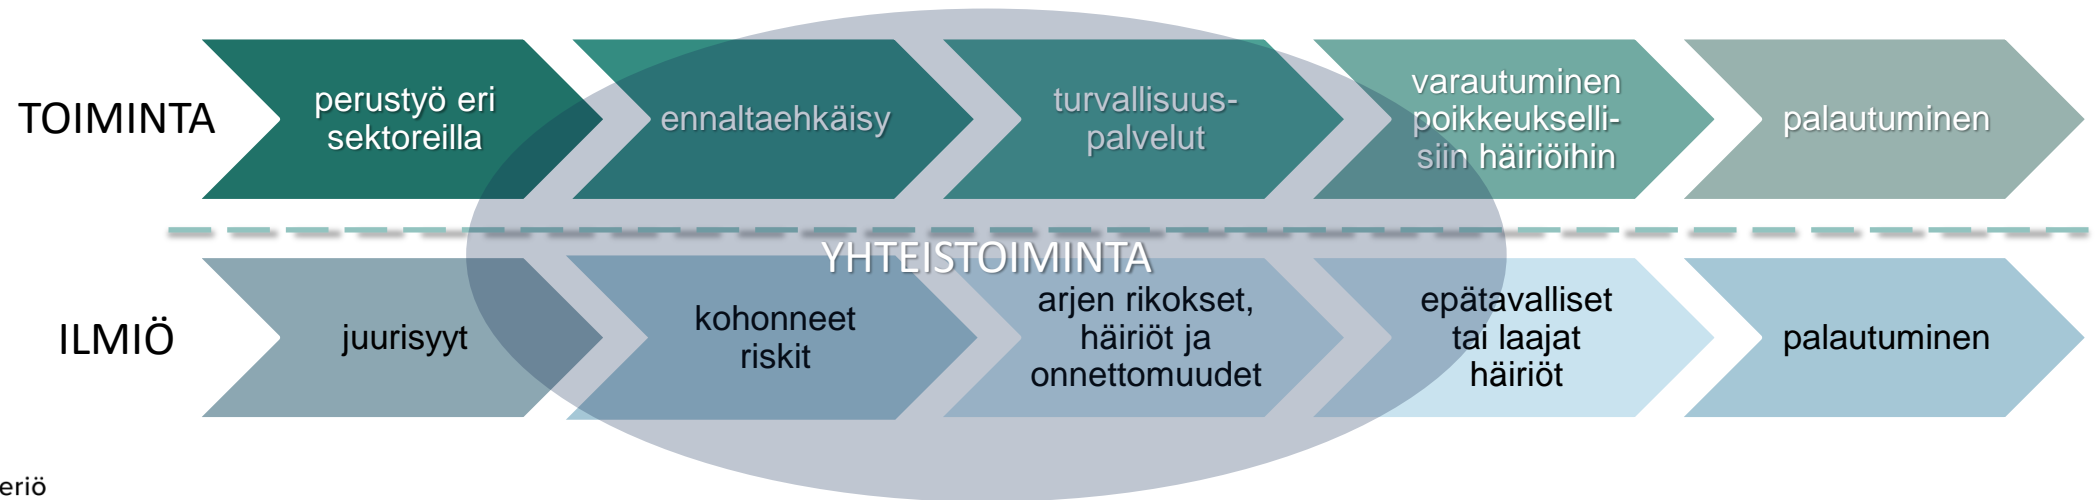 TOIMINTA
perustyö eri
sektoreilla
ennaltaehkäisy
turvallisuus-
palvelut
varautuminen
poikkeukselli-
siin häiriöihin
palautuminen
YHTEISTOIMINTA
ILMIÖ
juurisyyt
kohonneet
riskit
arjen rikokset,
häiriöt ja
onnettomuudet
epätavalliset
tai laajat
häiriöt
palautuminen
eriö